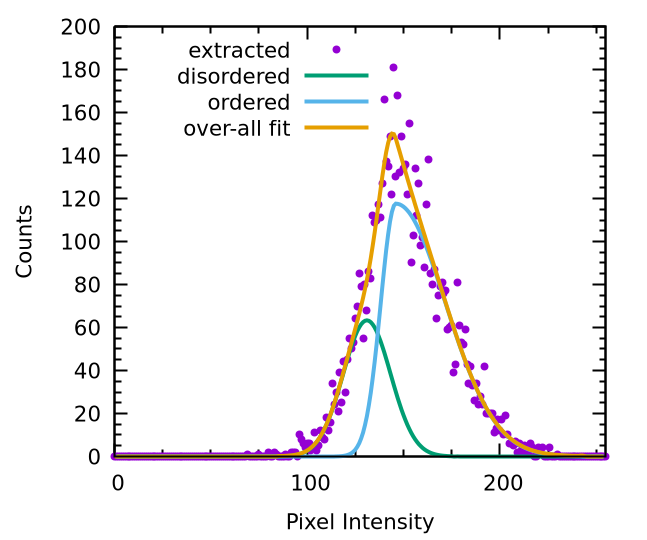 200
180
160
140
120
100
80
60
40
20
0
extracted
disordered
ordered
over-all fit
Counts
0 100 200
Pixel Intensity